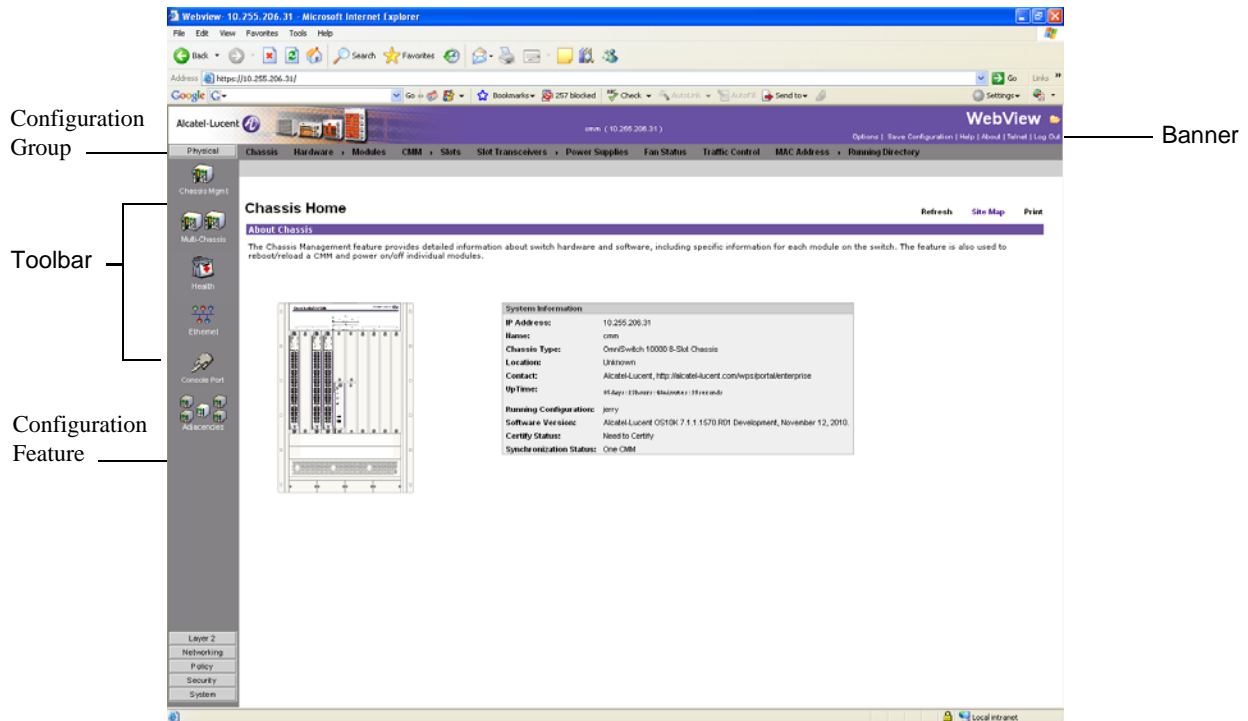 Webview- 10.255.206.31 - Microsoft Internet Explorer
File Edit View Favorites Tools Help
Back Search Favorites
Address https://10.255.206.31/ Go Links
Google Go Bookmarks 257 blocked Check AutoLink AutoFill Send to Settings
Configuration
Group
Alcatel-Lucent
cmm ( 10.255.206.31 )
WebView
Options | Save Configuration | Help | About | Telnet | Log Out
Banner
Physical Chassis Hardware Modules CMM Slots Slot Transceivers Power Supplies Fan Status Traffic Control MAC Address Running Directory
Chassis Mgmt
Multi-Chassis
Toolbar
Health
Ethernet
Console Port
Configuration
Feature
Adjacencies
Chassis Home
Refresh Site Map Print
About Chassis
The Chassis Management feature provides detailed information about switch hardware and software, including specific information for each module on the switch. The feature is also used to
reboot/reload a CMM and power on/off individual modules.
System Information
IP Address: 10.255.206.31
Name: cmm
Chassis Type: OmniSwitch 10000 8-Slot Chassis
Location: Unknown
Contact: Alcatel-Lucent, http://alcatel-lucent.com/wps/portal/enterprise
UpTime:
Running Configuration: jerry
Software Version: Alcatel-Lucent OS10K 7.1.1.1570.R01 Development, November 12, 2010.
Certify Status: Need to Certify
Synchronization Status: One CMM
Layer 2
Networking
Policy
Security
System
Local intranet